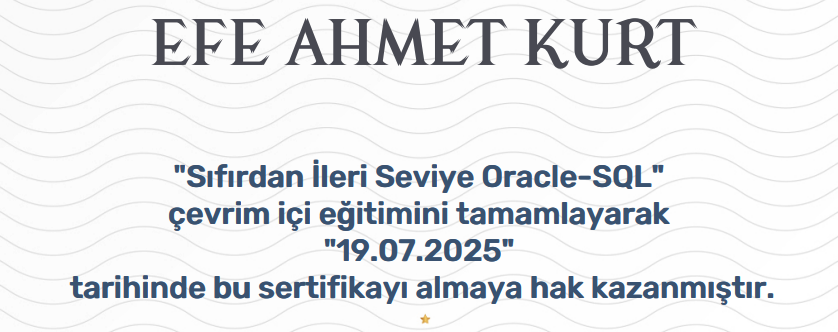 EFE AHMET KURT
"Sıfırdan İleri Seviye Oracle-SQL"
çevrim içi eğitimini tamamlayarak
"19.07.2025"
tarihinde bu sertifikayı almaya hak kazanmıştır.